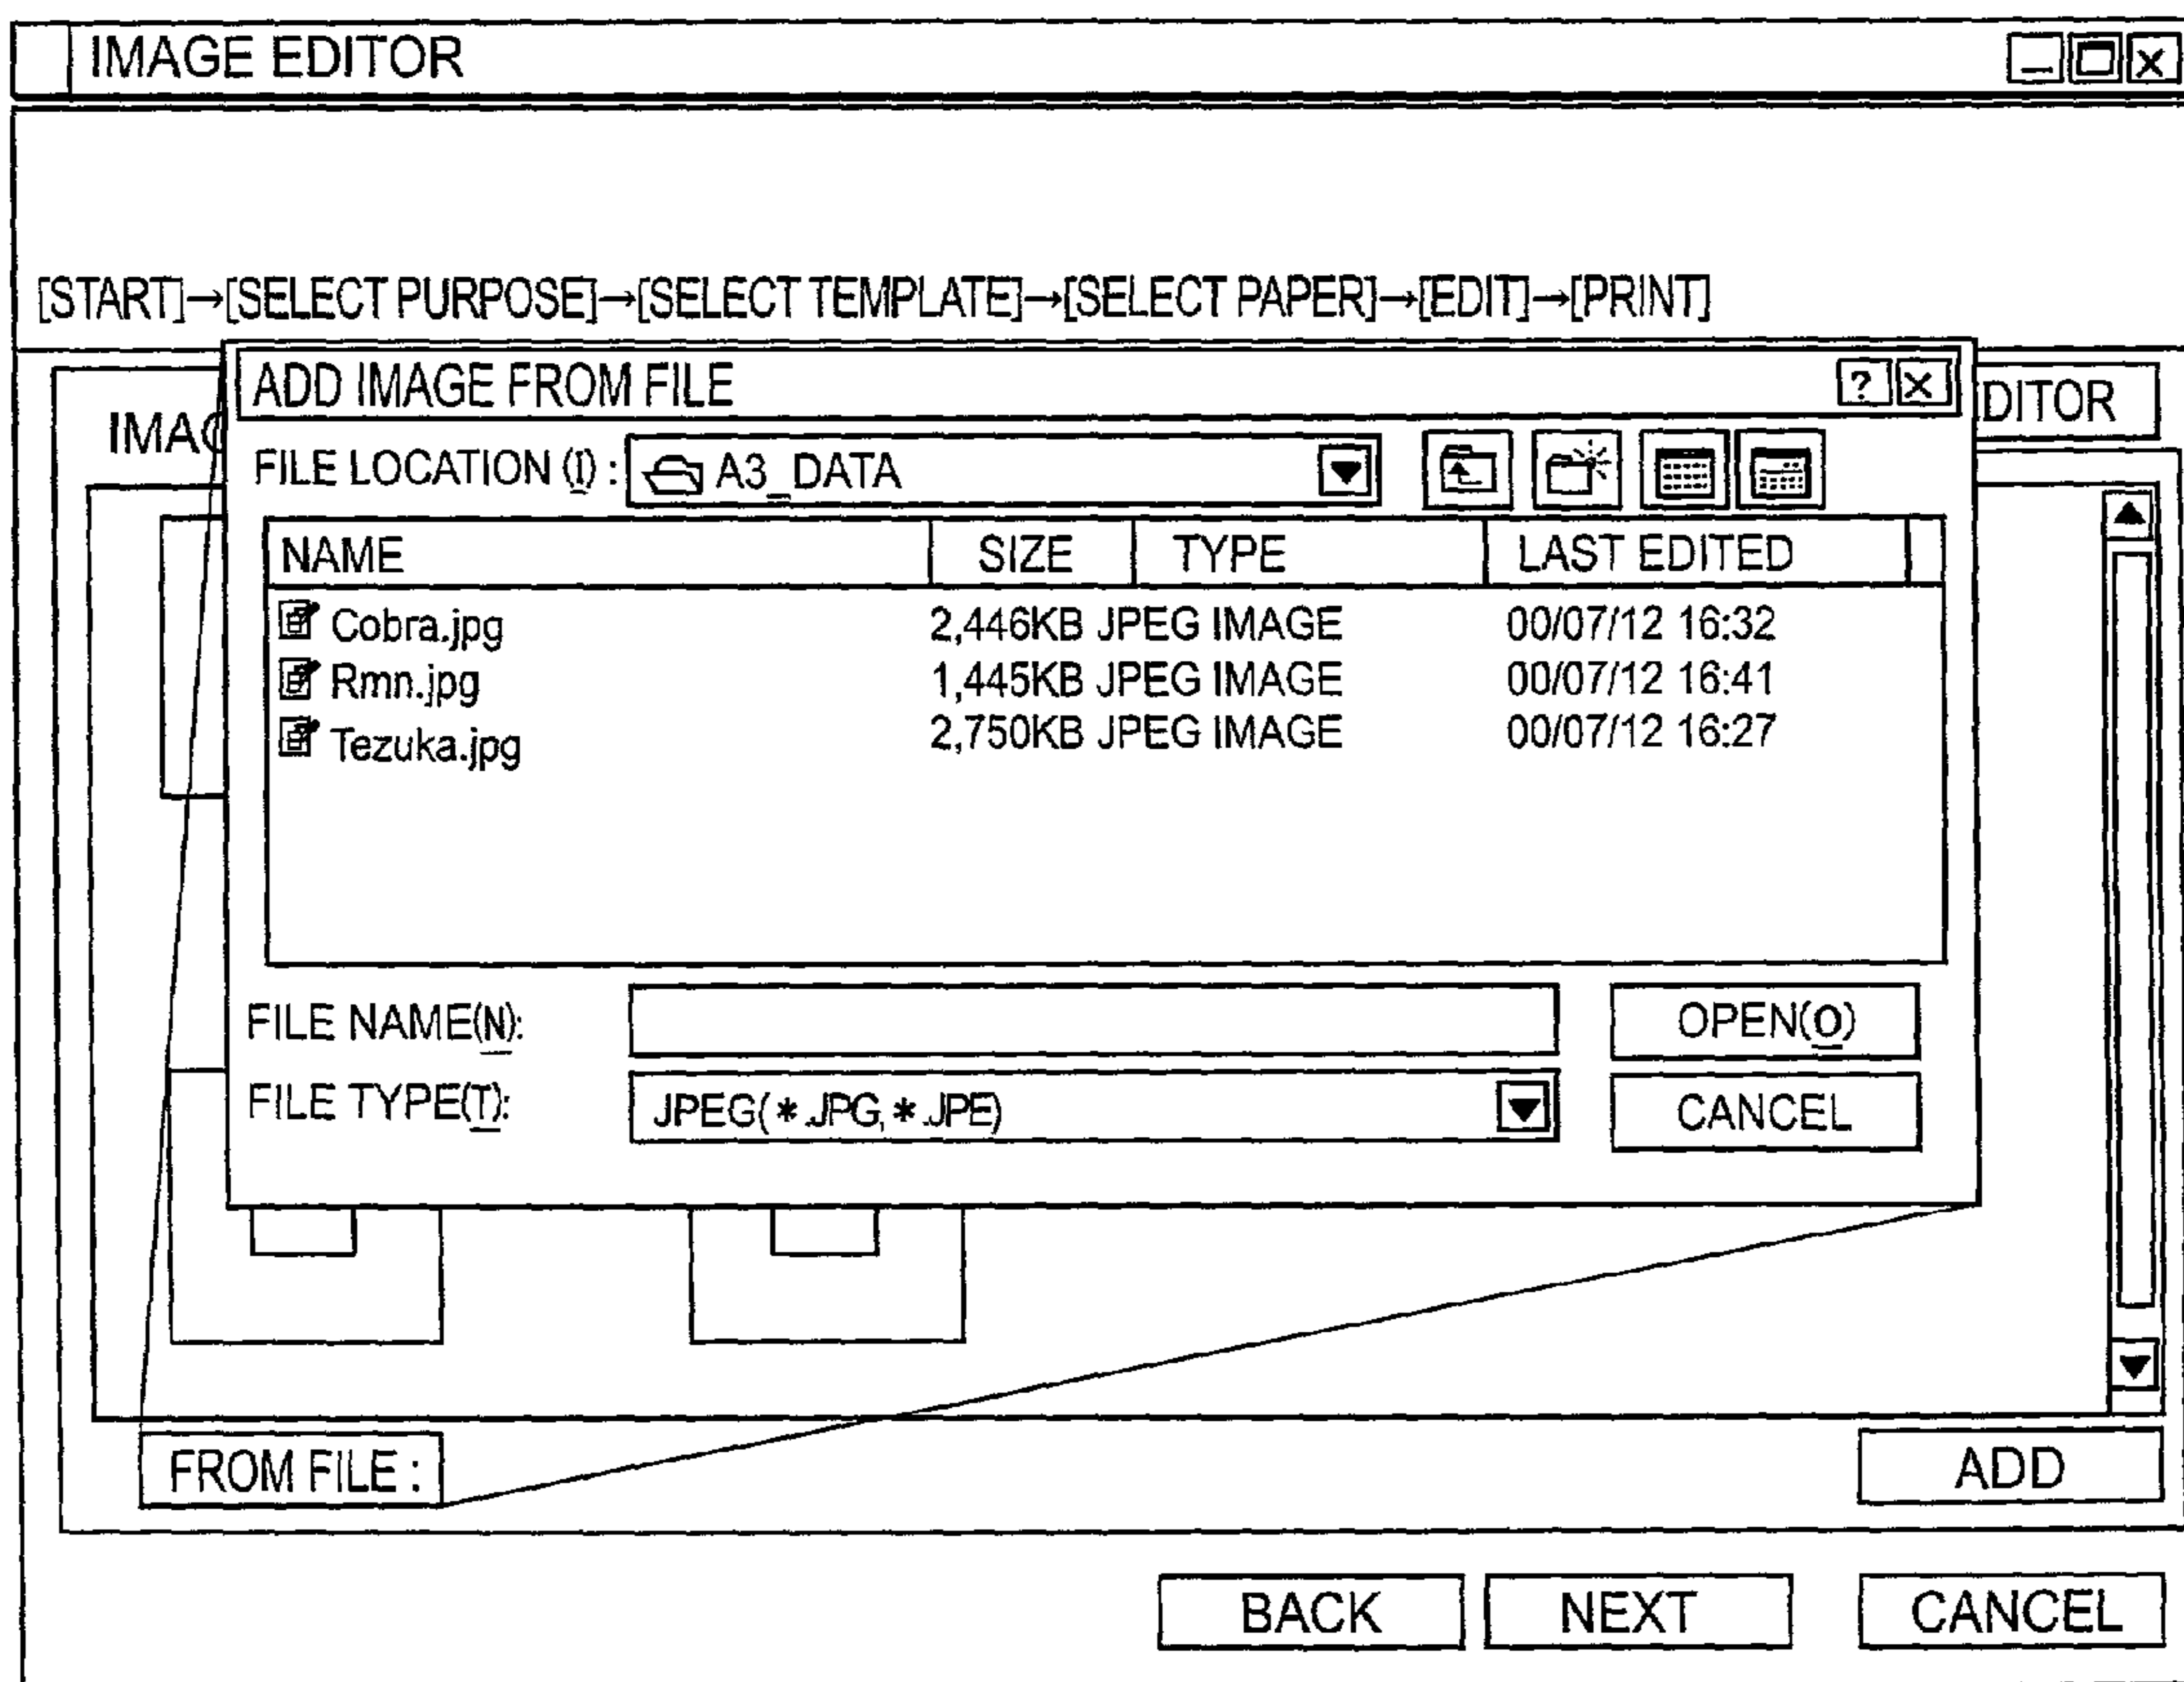 IMAGE EDITOR
[START]→[SELECT PURPOSE]→[SELECT TEMPLATE]→[SELECT PAPER]→[EDIT]→[PRINT]
ADD IMAGE FROM FILE ? X
IMAG DITOR
FILE LOCATION (I) : A3_DATA
NAME SIZE TYPE LAST EDITED
Cobra.jpg 2,446KB JPEG IMAGE 00/07/12 16:32
Rmn.jpg 1,445KB JPEG IMAGE 00/07/12 16:41
Tezuka.jpg 2,750KB JPEG IMAGE 00/07/12 16:27
FILE NAME(N): OPEN(O)
FILE TYPE(T): JPEG(*.JPG,*.JPE) CANCEL
FROM FILE : ADD
BACK NEXT CANCEL